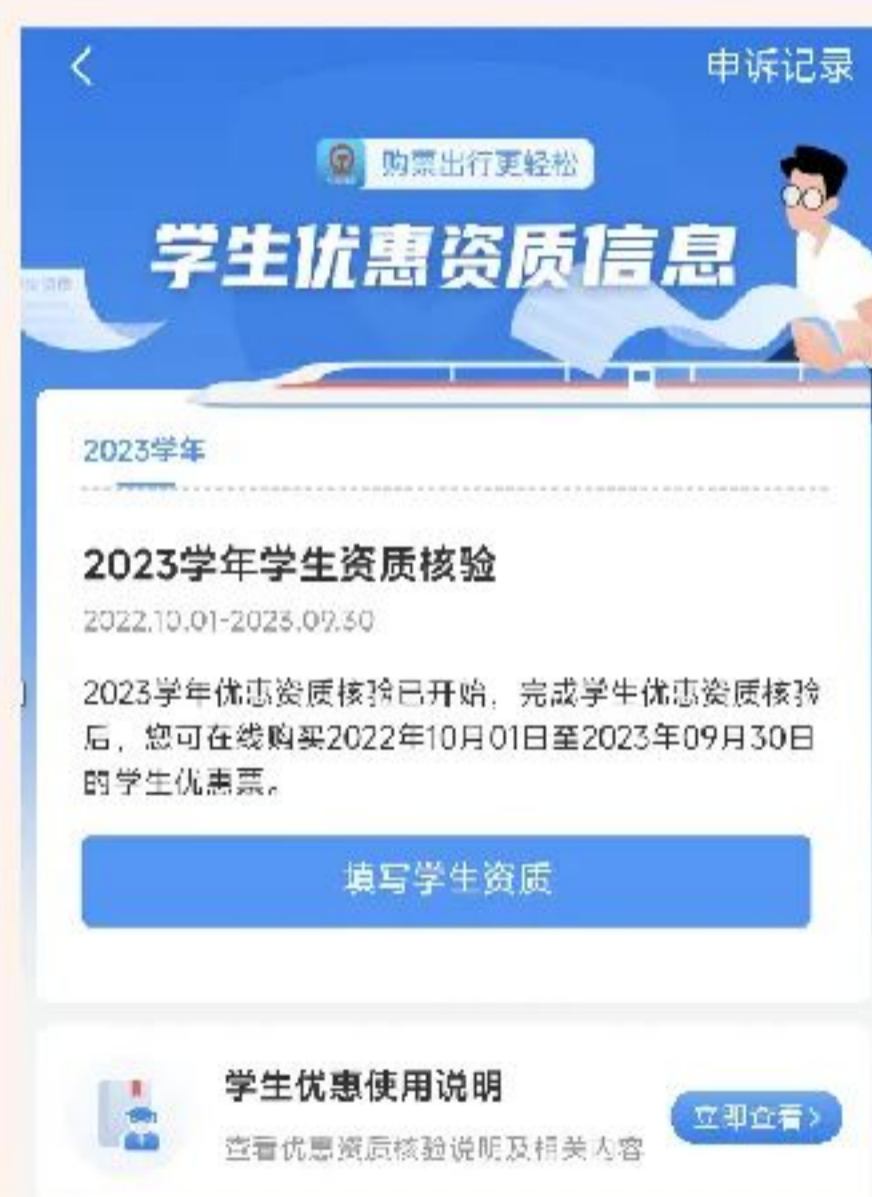 申诉记录
购票出行更轻松
学生优惠资质信息
2023学年
2023学年学生资质核验
2022.10.01-2023.09.30
2023学年优惠资质核验已开始，完成学生优惠资质核验
后，您可在线购买2022年10月01日至2023年09月30日
的学生优惠票。
填写学生资质
学生优惠使用说明
查看优惠资质核验说明及相关内容
立即查看>